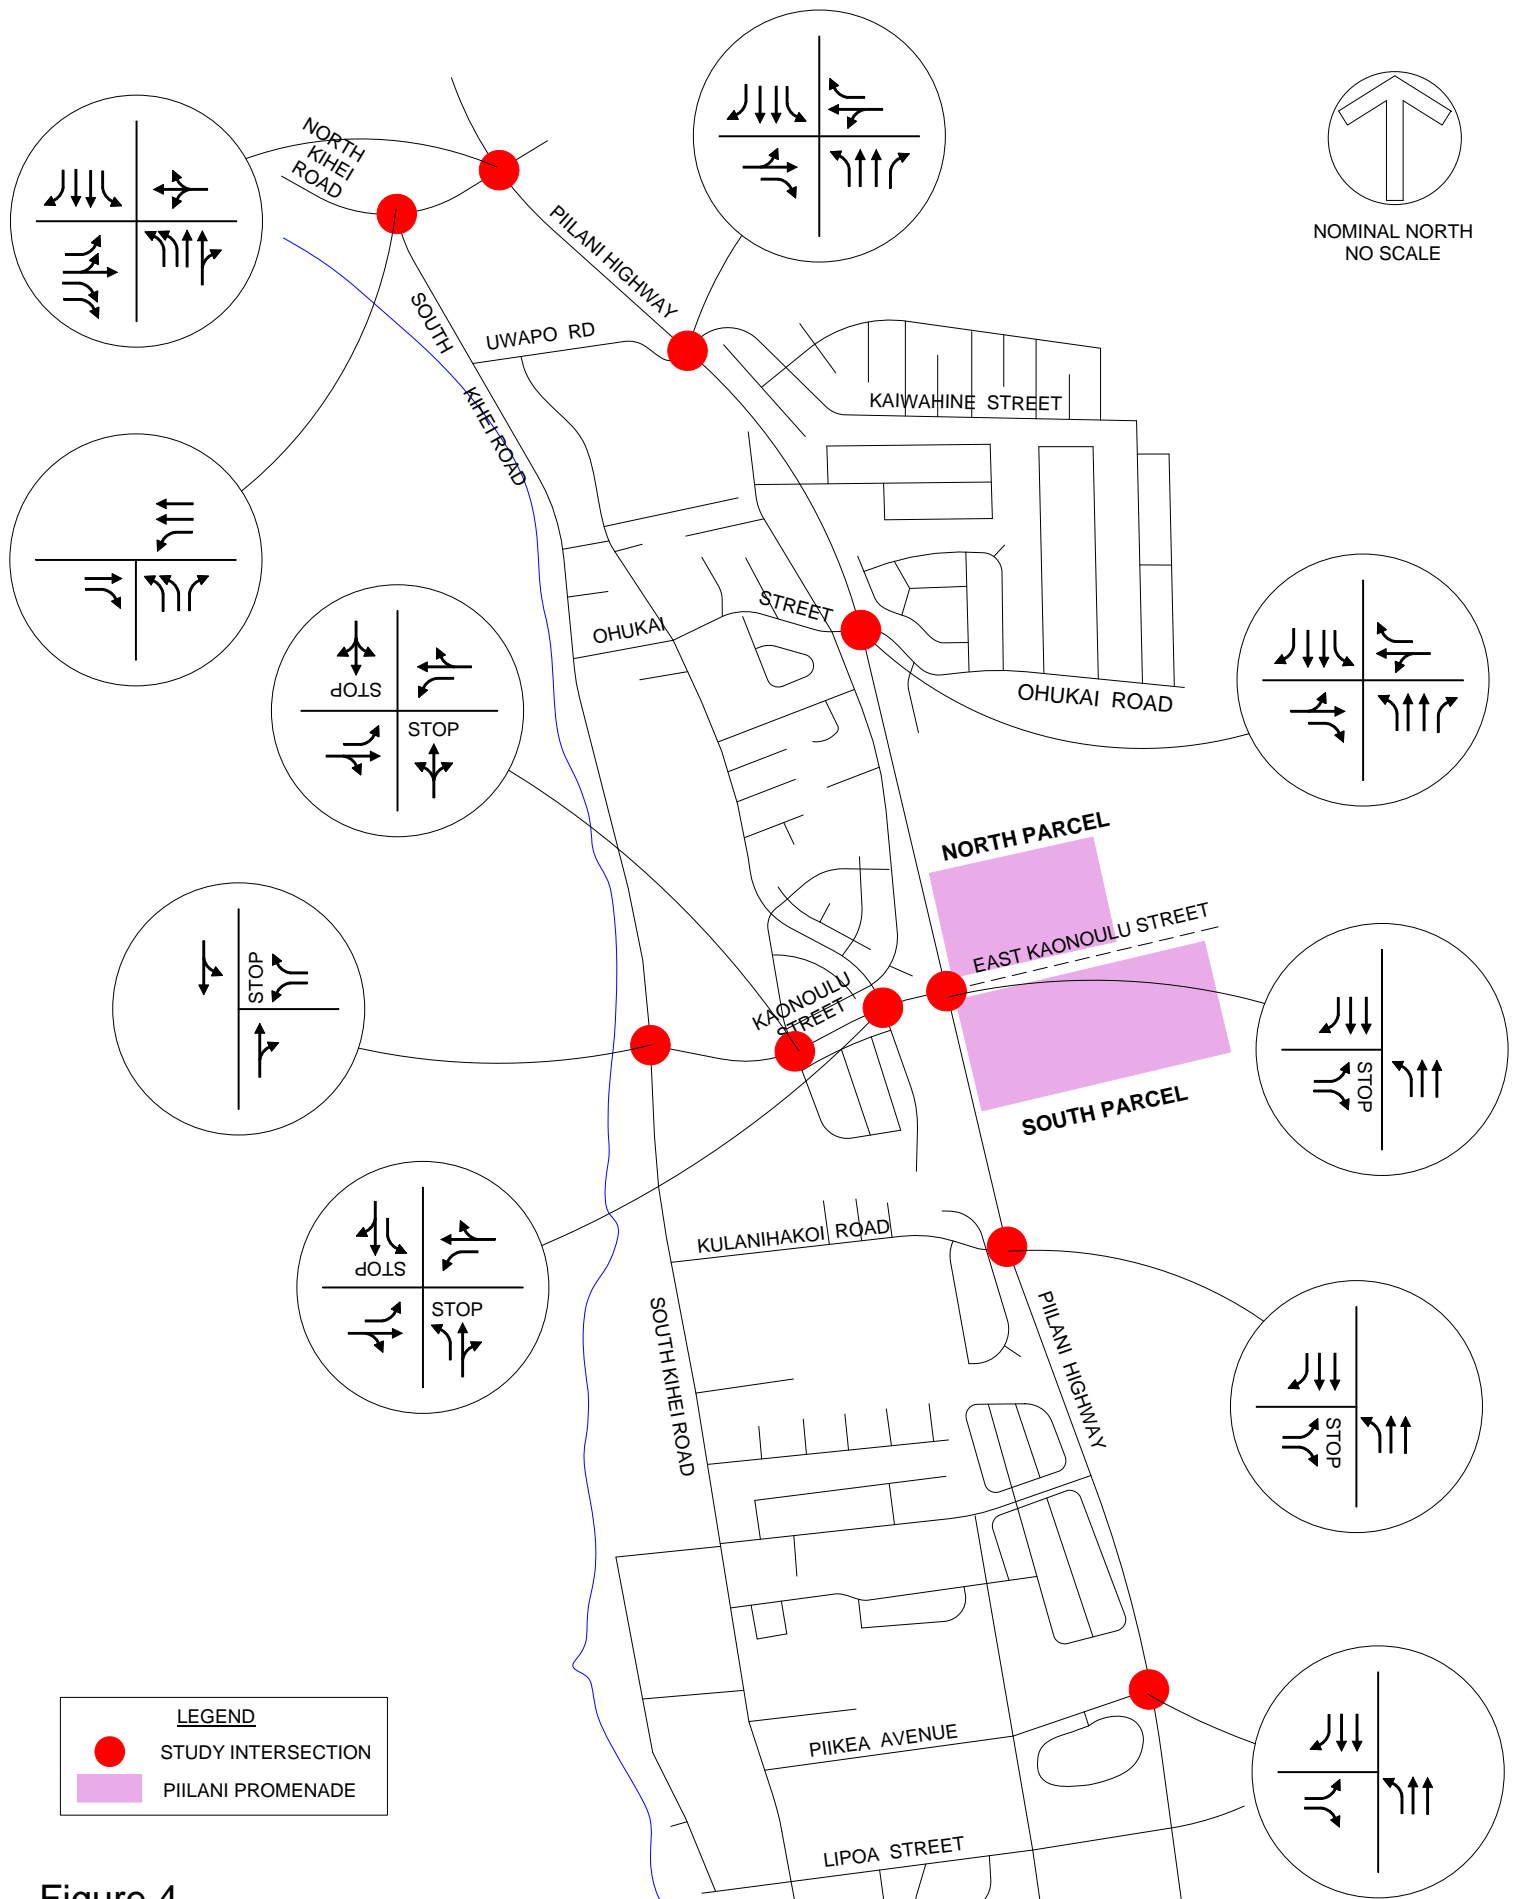 NORTH
KIHEI
ROAD
PIILANI HIGHWAY
NOMINAL NORTH
NO SCALE
SOUTH
KIHEI ROAD
UWAPO RD
KAIWAHINE STREET
OHUKAI
STREET
OHUKAI ROAD
STOP
STOP
NORTH PARCEL
EAST KAONOULU STREET
STOP
KAONOULU
STREET
STOP
SOUTH PARCEL
KULANIHAKOI ROAD
STOP
STOP
SOUTH KIHEI ROAD
PIILANI HIGHWAY
STOP
LEGEND
STUDY INTERSECTION
PIILANI PROMENADE
PIIKEA AVENUE
LIPOA STREET
Figure 4